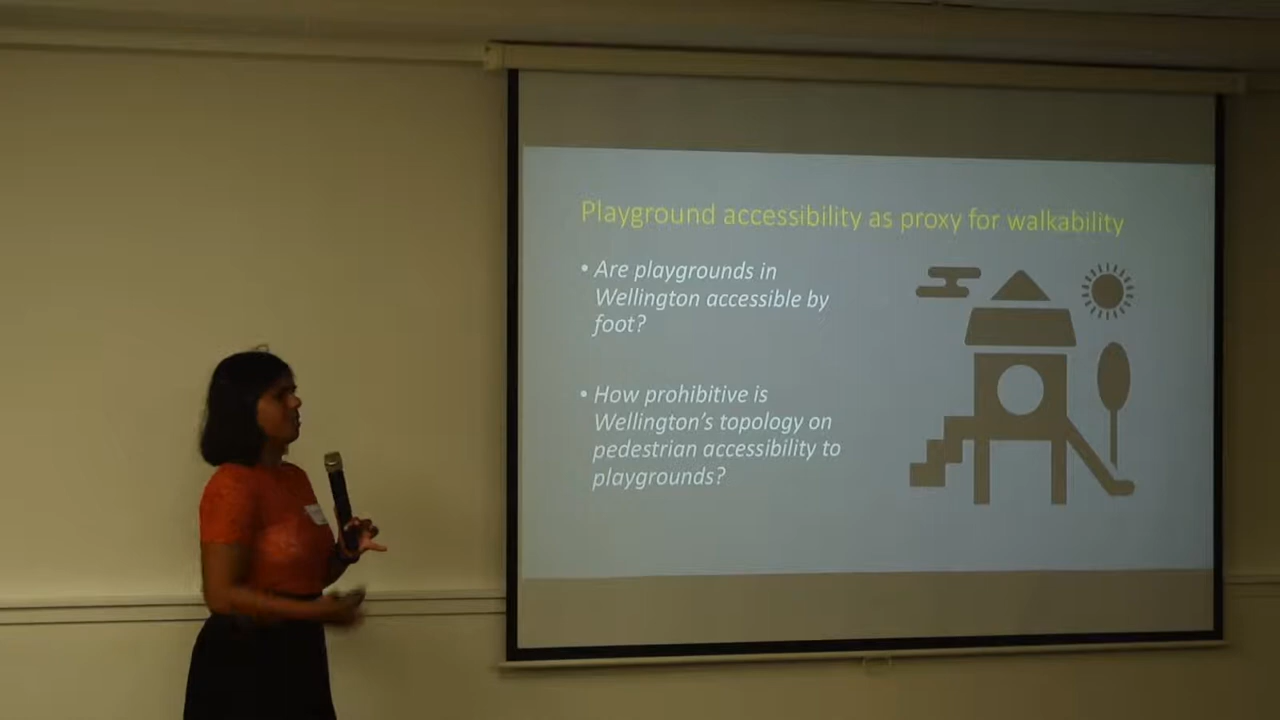 Playground accessibility as proxy for walkability
• Are playgrounds in
Wellington accessible by
foot?
• How prohibitive is
Wellington's topology on
pedestrian accessibility to
playgrounds?